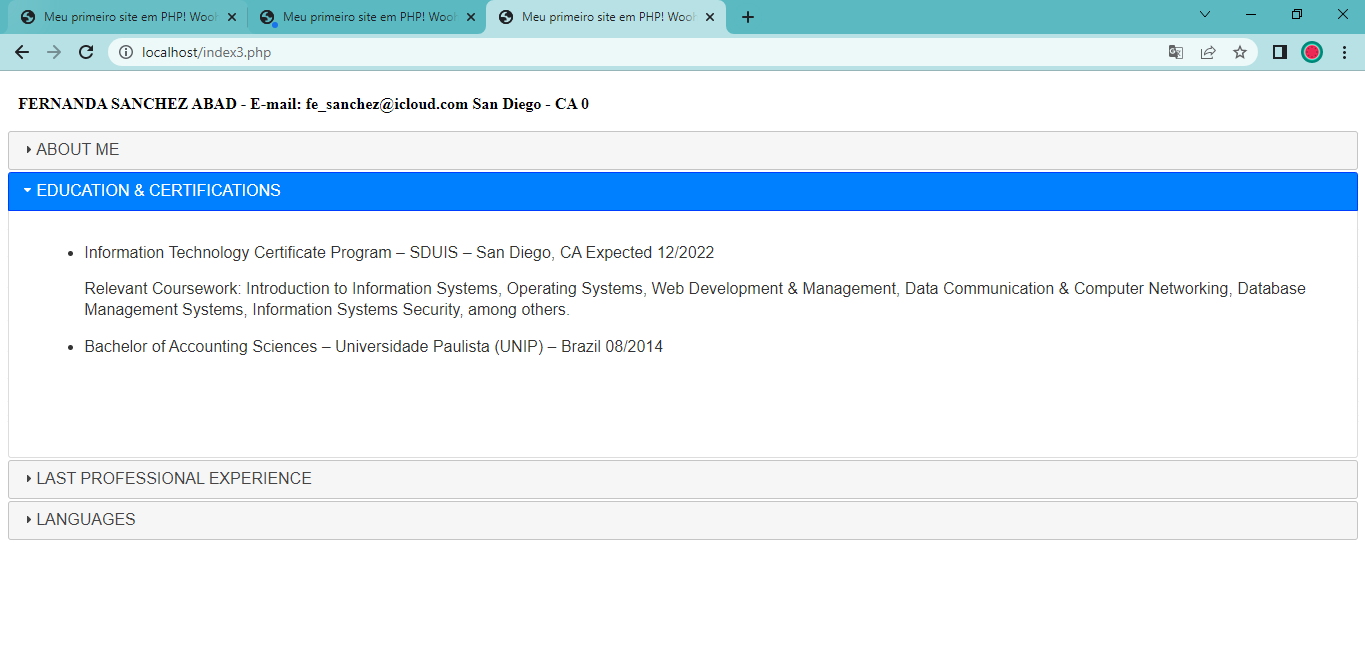 Meu primeiro site em PHP! Wooh
Meu primeiro site em PHP! Wooh
Meu primeiro site em PHP! Wooh
localhost/index3.php
FERNANDA SANCHEZ ABAD - E-mail: fe_sanchez@icloud.com San Diego - CA 0
ABOUT ME
EDUCATION & CERTIFICATIONS
• Information Technology Certificate Program – SDUIS – San Diego, CA Expected 12/2022
Relevant Coursework: Introduction to Information Systems, Operating Systems, Web Development & Management, Data Communication & Computer Networking, Database
Management Systems, Information Systems Security, among others.
• Bachelor of Accounting Sciences – Universidade Paulista (UNIP) – Brazil 08/2014
LAST PROFESSIONAL EXPERIENCE
LANGUAGES